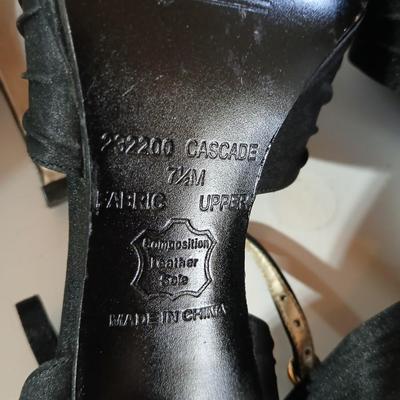 232200 CASCADE
7½M
FABRIC UPPER
Composition
Leather
Sole
MADE IN CHINA